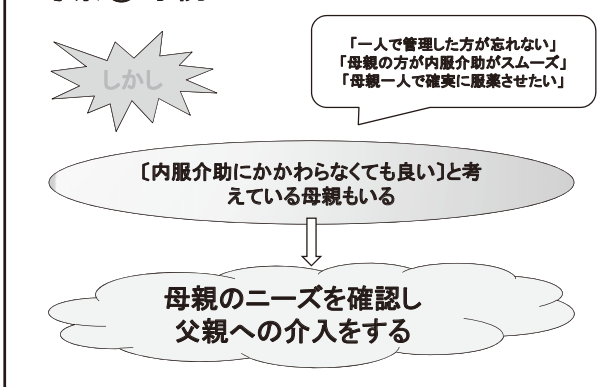 しかし
「一人で管理した方が忘れない」
「母親の方が内服介助がスムーズ」
「母親一人で確実に服薬させたい」
〔内服介助にかかわらなくても良い〕と考
えている母親もいる
母親のニーズを確認し
父親への介入をする